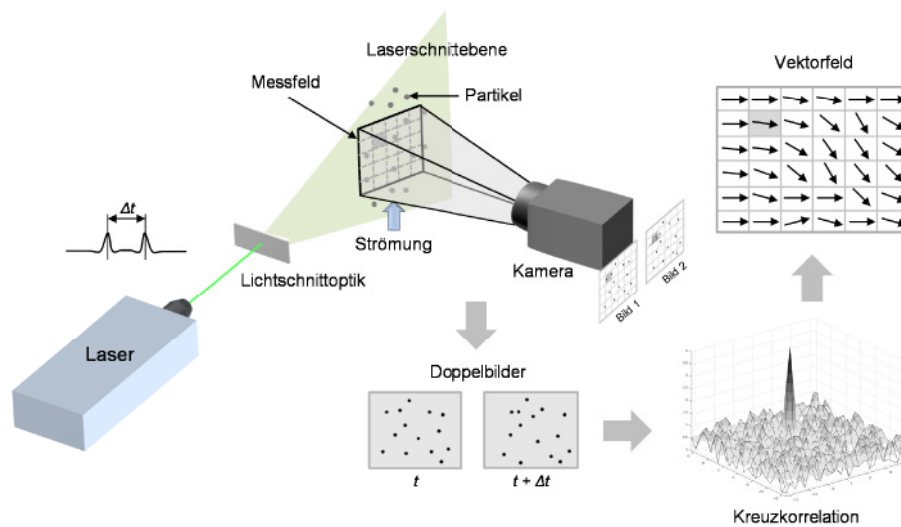 Laserschnittebene
Messfeld
Partikel
Vektorfeld
Δt
Strömung
Lichtschnittoptik
Kamera
Bild 1
Bild 2
Laser
Doppelbilder
t
t + Δt
Kreuzkorrelation